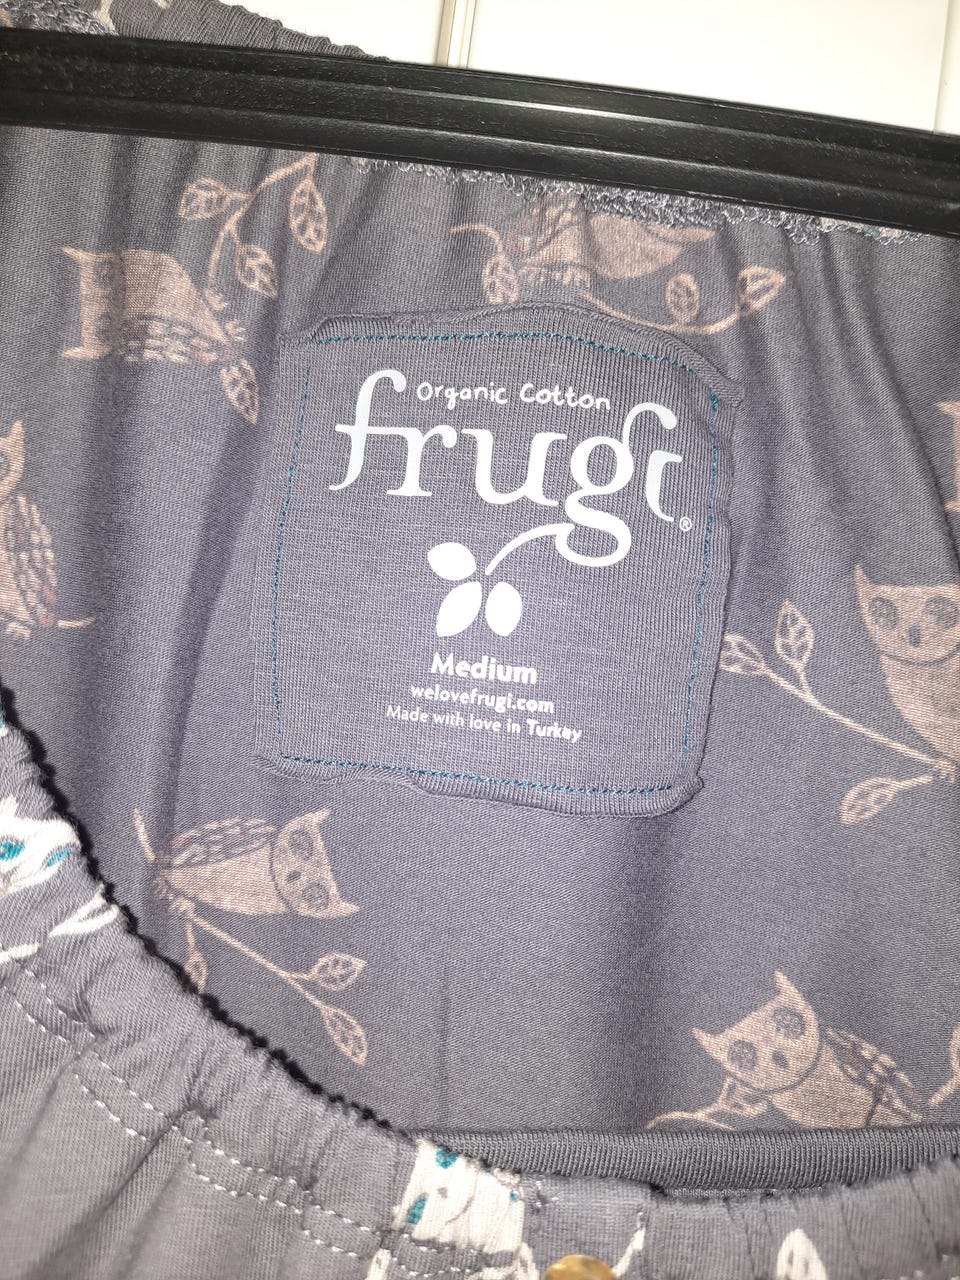 Organic Cotton
frugi®
Medium
welovefrugi.com
Made with love in Turkey